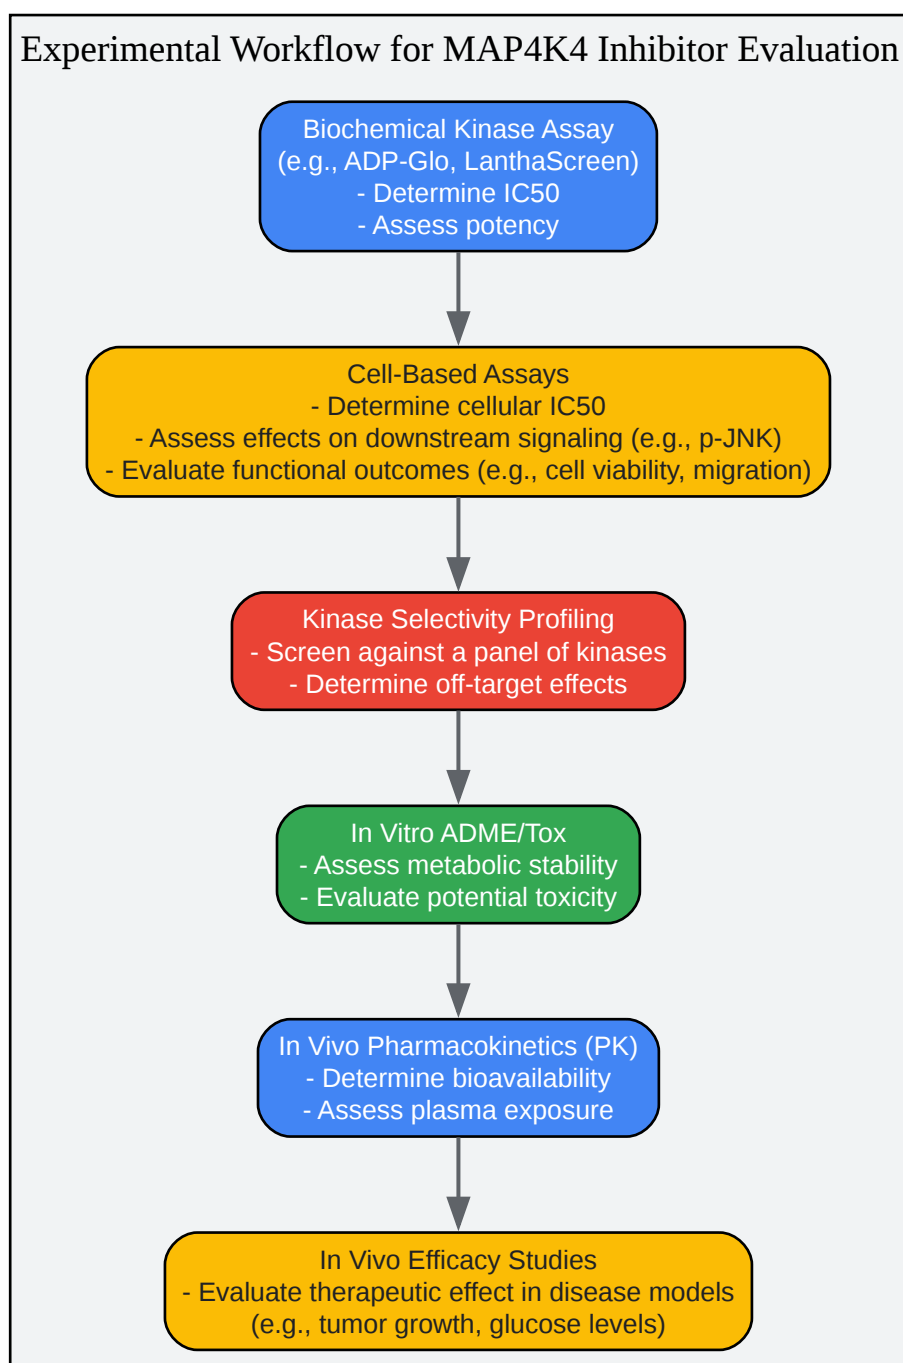 Experimental Workflow for MAP4K4 Inhibitor Evaluation
Biochemical Kinase Assay
(e.g., ADP-Glo, LanthaScreen)
- Determine IC50
- Assess potency
Cell-Based Assays
- Determine cellular IC50
- Assess effects on downstream signaling (e.g., p-JNK)
- Evaluate functional outcomes (e.g., cell viability, migration)
Kinase Selectivity Profiling
- Screen against a panel of kinases
- Determine off-target effects
In Vitro ADME/Tox
- Assess metabolic stability
- Evaluate potential toxicity
In Vivo Pharmacokinetics (PK)
- Determine bioavailability
- Assess plasma exposure
In Vivo Efficacy Studies
- Evaluate therapeutic effect in disease models
(e.g., tumor growth, glucose levels)